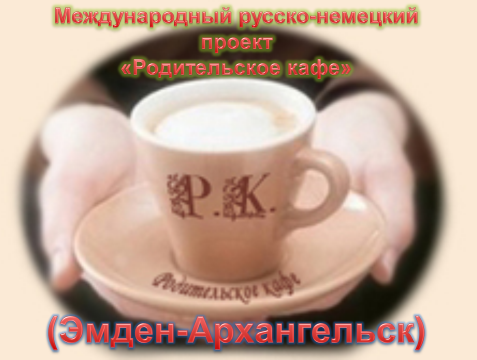 Международный русско-немецкий
проект
«Родительское кафе»
Р.К.
Родительское кафе
(Эмден-Архангельск)